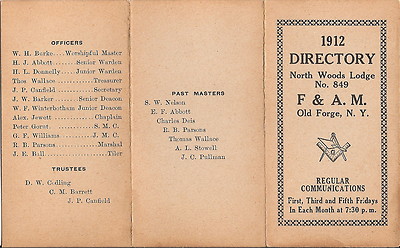 OFFICERS
W. H. Burke....Worshipful Master
H. J. Abbott......Senior Warden
H. L. Donnelly......Junior Warden
Thos Wallace..........Treasurer
J. P. Canfield..........Secretary
J. W. Barker......Senior Deacon
F. Winterbotham Junior Deacon
Alex. Jewett..........Chaplain
Peter Gorut..........S. M. C.
G. F. Williams........J. M. C.
R. B. Parsons..........Marshal
J. E. Ball..............Tiler
TRUSTEES
D. W. Codling
C. M. Barrett
J. P. Canfield
PAST MASTERS
S. W. Nelson
E. F. Abbott
Charles Deis
R. B. Parsons
Thomas Wallace
A. L. Stowell
J. C. Pullman
1912
DIRECTORY
North Woods Lodge
No. 849
F & A. M.
Old Forge, N. Y.
G
REGULAR
COMMUNICATIONS
First, Third and Fifth Fridays
In Each Month at 7:30 p. m.